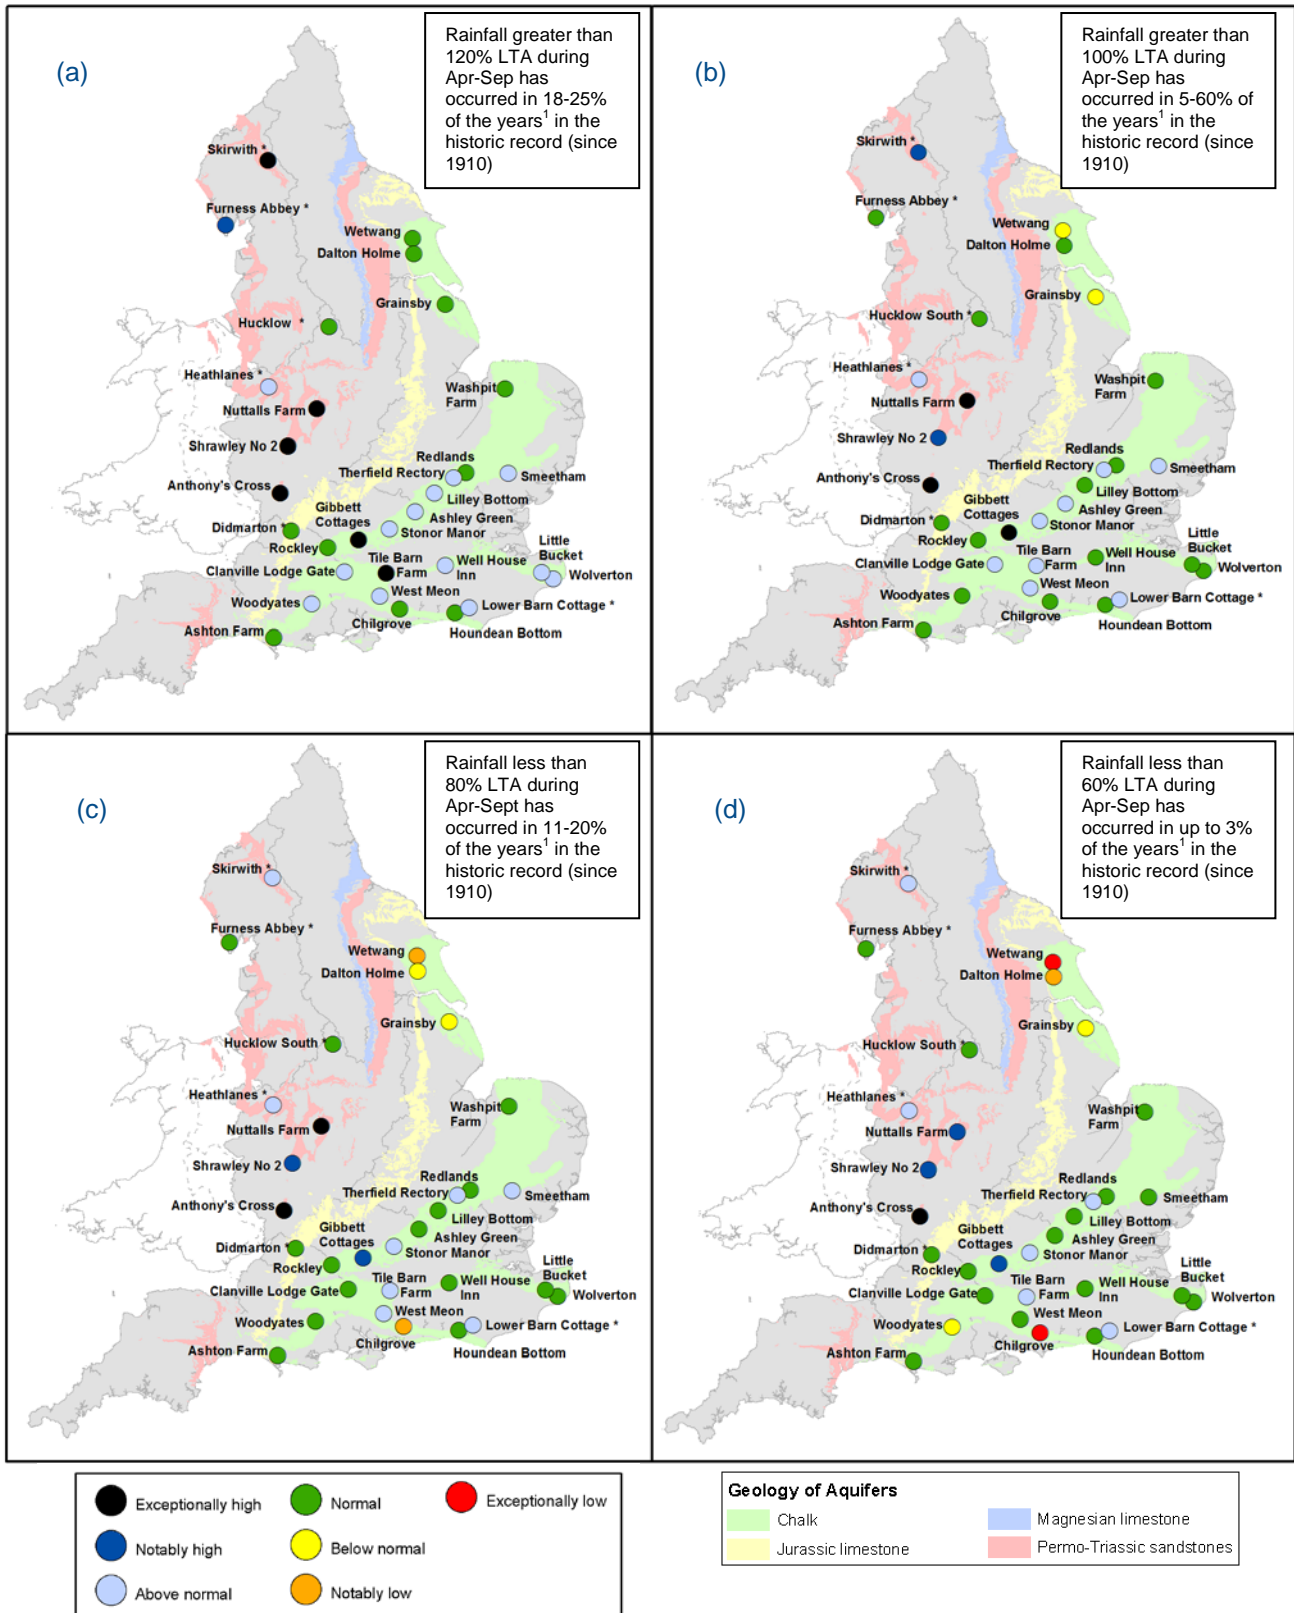 (a)
Rainfall greater than
120% LTA during
Apr-Sep has
occurred in 18-25%
of the years1 in the
historic record (since
1910)
Skirwith *
Furness Abbey *
Wetwang
Dalton Holme
Grainsby
Hucklow *
Heathlanes *
Washpit
Farm
Nuttalls Farm
Shrawley No 2
Redlands
Therfield Rectory
Smeetham
Anthony's Cross
Lilley Bottom
Gibbett
Cottages
Ashley Green
Didmarton *
Stonor Manor
Rockley
Little
Bucket
Tile Barn
Farm
Well House
Inn
Clanville Lodge Gate
Wolverton
West Meon
Woodyates
Lower Barn Cottage *
Chilgrove
Ashton Farm
Houndean Bottom
(b)
Rainfall greater than
100% LTA during
Apr-Sep has
occurred in 5-60% of
the years1 in the
historic record (since
1910)
Skirwith *
Furness Abbey *
Wetwang
Dalton Holme
Grainsby
Hucklow South *
Heathlanes *
Washpit
Farm
Nuttalls Farm
Shrawley No 2
Redlands
Therfield Rectory
Smeetham
Anthony's Cross
Lilley Bottom
Gibbett
Cottages
Ashley Green
Didmarton *
Stonor Manor
Rockley
Little
Bucket
Tile Barn
Farm
Well House
Inn
Clanville Lodge Gate
Wolverton
West Meon
Woodyates
Lower Barn Cottage *
Chilgrove
Ashton Farm
Houndean Bottom
(c)
Rainfall less than
80% LTA during
Apr-Sept has
occurred in 11-20%
of the years1 in the
historic record (since
1910)
Skirwith *
Furness Abbey *
Wetwang
Dalton Holme
Grainsby
Hucklow South *
Heathlanes *
Washpit
Farm
Nuttalls Farm
Shrawley No 2
Redlands
Therfield Rectory
Smeetham
Anthony's Cross
Lilley Bottom
Gibbett
Cottages
Ashley Green
Didmarton *
Stonor Manor
Rockley
Little
Bucket
Tile Barn
Farm
Well House
Inn
Clanville Lodge Gate
Wolverton
West Meon
Woodyates
Lower Barn Cottage *
Chilgrove
Ashton Farm
Houndean Bottom
(d)
Rainfall less than
60% LTA during
Apr-Sep has
occurred in up to 3%
of the years1 in the
historic record (since
1910)
Skirwith *
Furness Abbey *
Wetwang
Dalton Holme
Grainsby
Hucklow South *
Heathlanes *
Washpit
Farm
Nuttalls Farm
Shrawley No 2
Redlands
Therfield Rectory
Smeetham
Anthony's Cross
Lilley Bottom
Gibbett
Cottages
Ashley Green
Didmarton *
Stonor Manor
Rockley
Little
Bucket
Tile Barn
Farm
Well House
Inn
Clanville Lodge Gate
Wolverton
West Meon
Woodyates
Lower Barn Cottage *
Chilgrove
Ashton Farm
Houndean Bottom
Exceptionally high
Normal
Exceptionally low
Notably high
Below normal
Above normal
Notably low
Geology of Aquifers
Chalk
Magnesian limestone
Jurassic limestone
Permo-Triassic sandstones